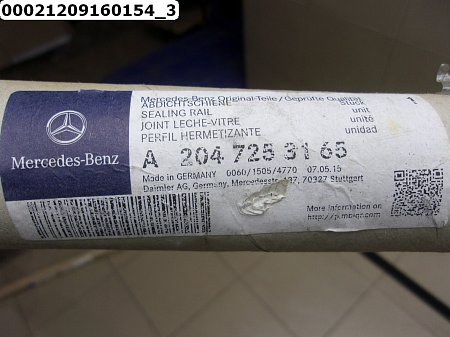 00021209160154_3
Mercedes-Benz Original-Teile / Geprüfte Qualität
ABDICHTSCHIENE Stück
SEALING RAIL unit
JOINT LECHE-VITRE unité
PERFIL HERMETIZANTE unidad
1
Mercedes-Benz
A 204 725 31 65
Made in GERMANY 0060/1505/4770 07.05.15
Daimler AG, Germany, Mercedesstr. 137, 70327 Stuttgart
More information on